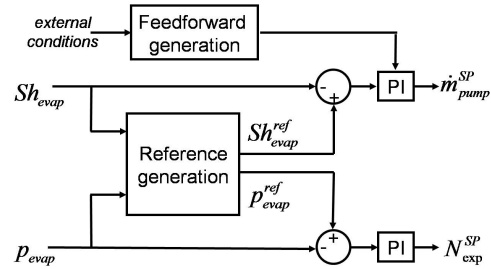 external
conditions
Feedforward
generation
Sh_evap
-
+
PI
ṁ_pump^SP
Sh_evap^ref
Reference
generation
p_evap^ref
p_evap
-
+
PI
N_exp^SP